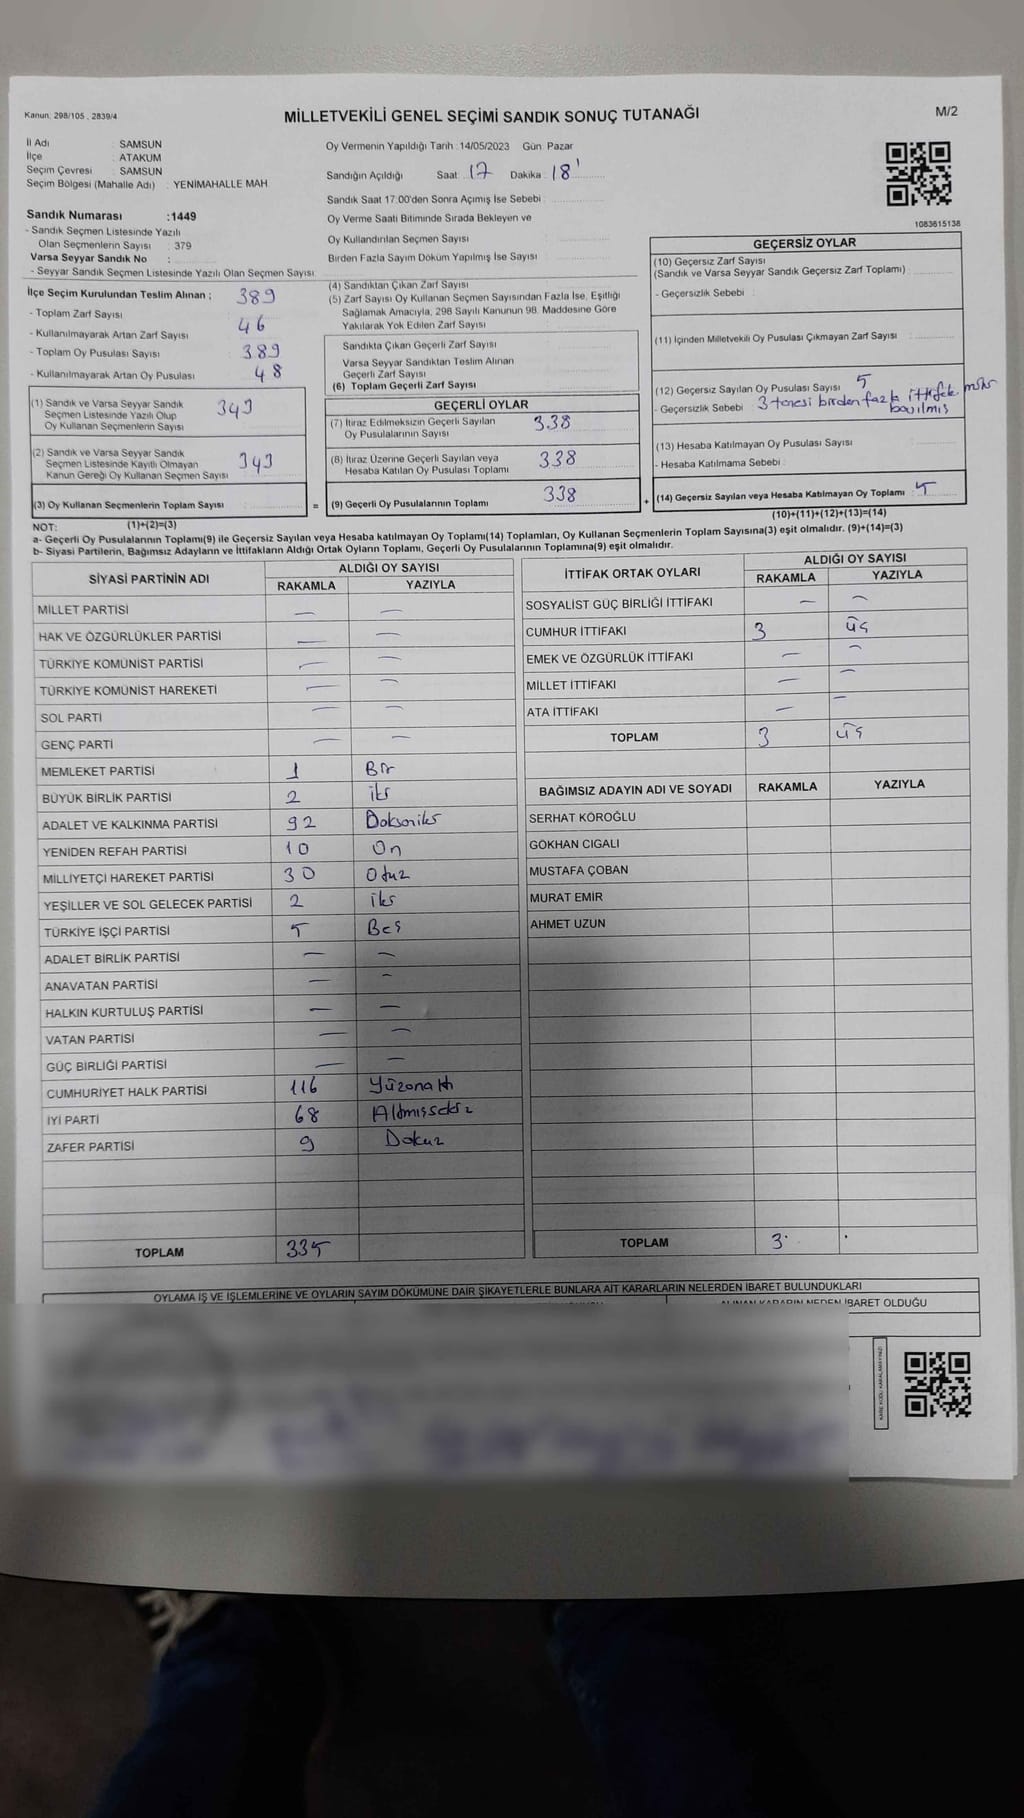 Kanun: 298/105 , 2839/4
MİLLETVEKİLİ GENEL SEÇİMİ SANDIK SONUÇ TUTANAĞI
M/2
İl Adı : SAMSUN
İlçe : ATAKUM
Seçim Çevresi : SAMSUN
Seçim Bölgesi (Mahalle Adı) : YENİMAHALLE MAH
Sandık Numarası :1449
- Sandık Seçmen Listesinde Yazılı
Olan Seçmenlerin Sayısı : 379
Varsa Seyyar Sandık No :
- Seyyar Sandık Seçmen Listesinde Yazılı Olan Seçmen Sayısı:
Oy Vermenin Yapıldığı Tarih :14/05/2023 Gün: Pazar
Sandığın Açıldığı Saat : 17 Dakika : 18'
Sandık Saat 17:00'den Sonra Açımış İse Sebebi :
Oy Verme Saati Bitiminde Sırada Bekleyen ve
Oy Kullandırılan Seçmen Sayısı
Birden Fazla Sayım Döküm Yapılmış İse Sayısı :
1083615138
İlçe Seçim Kurulundan Teslim Alınan ; 389
- Toplam Zarf Sayısı
- Kullanılmayarak Artan Zarf Sayısı 46
- Toplam Oy Pusulası Sayısı 389
- Kullanılmayarak Artan Oy Pusulası 48
(1) Sandık ve Varsa Seyyar Sandık 343
Seçmen Listesinde Yazılı Olup
Oy Kullanan Seçmenlerin Sayısı
(2) Sandık ve Varsa Seyyar Sandık
Seçmen Listesinde Kayıtlı Olmayan 343
Kanun Gereği Oy Kullanan Seçmen Sayısı
(3) Oy Kullanan Seçmenlerin Toplam Sayısı :
(1)+(2)=(3)
(4) Sandıktan Çıkan Zarf Sayısı
(5) Zarf Sayısı Oy Kullanan Seçmen Sayısından Fazla İse, Eşitliği
Sağlamak Amacıyla, 298 Sayılı Kanunun 98. Maddesine Göre
Yakılarak Yok Edilen Zarf Sayısı
Sandıkta Çıkan Geçerli Zarf Sayısı
Varsa Seyyar Sandıktan Teslim Alınan
Geçerli Zarf Sayısı
(6) Toplam Geçerli Zarf Sayısı
GEÇERLİ OYLAR
(7) İtiraz Edilmeksizin Geçerli Sayılan 338
Oy Pusulalarının Sayısı
(8) İtiraz Üzerine Geçerli Sayılan veya 338
Hesaba Katılan Oy Pusulası Toplamı
= (9) Geçerli Oy Pusulalarının Toplamı 338 +
GEÇERSİZ OYLAR
(10) Geçersiz Zarf Sayısı
(Sandık ve Varsa Seyyar Sandık Geçersiz Zarf Toplamı)
- Geçersizlik Sebebi :
(11) İçinden Milletvekili Oy Pusulası Çıkmayan Zarf Sayısı
(12) Geçersiz Sayılan Oy Pusulası Sayısı 5
- Geçersizlik Sebebi : 3 tanesi birden fazla ittifak
(13) Hesaba Katılmayan Oy Pusulası Sayısı
- Hesaba Katılmama Sebebi :
(14) Geçersiz Sayılan veya Hesaba Katılmayan Oy Toplamı : 5
(10)+(11)+(12)+(13)=(14)
NOT:
a- Geçerli Oy Pusulalarının Toplamı(9) ile Geçersiz Sayılan veya Hesaba katılmayan Oy Toplamı(14) Toplamları, Oy Kullanan Seçmenlerin Toplam Sayısına(3) eşit olmalıdır. (9)+(14)=(3)
b- Siyasi Partilerin, Bağımsız Adayların ve İttifakların Aldığı Ortak Oyların Toplamı, Geçerli Oy Pusulalarının Toplamına(9) eşit olmalıdır.
SİYASİ PARTİNİN ADI ALDIĞI OY SAYISI
RAKAMLA YAZIYLA
MİLLET PARTİSİ — —
HAK VE ÖZGÜRLÜKLER PARTİSİ — —
TÜRKİYE KOMÜNİST PARTİSİ — —
TÜRKİYE KOMÜNİST HAREKETİ — —
SOL PARTİ — —
GENÇ PARTİ — —
MEMLEKET PARTİSİ 1 Bir
BÜYÜK BİRLİK PARTİSİ 2 iki
ADALET VE KALKINMA PARTİSİ 92 Doksaniki
YENİDEN REFAH PARTİSİ 10 On
MİLLİYETÇİ HAREKET PARTİSİ 30 Otuz
YEŞİLLER VE SOL GELECEK PARTİSİ 2 iki
TÜRKİYE İŞÇİ PARTİSİ 5 Beş
ADALET BİRLİK PARTİSİ — —
ANAVATAN PARTİSİ — —
HALKIN KURTULUŞ PARTİSİ — —
VATAN PARTİSİ — —
GÜÇ BİRLİĞİ PARTİSİ — —
CUMHURİYET HALK PARTİSİ 116 Yüzonaltı
İYİ PARTİ 68 Altmışsekiz
ZAFER PARTİSİ 9 Dokuz
TOPLAM 335
İTTİFAK ORTAK OYLARI ALDIĞI OY SAYISI
RAKAMLA YAZIYLA
SOSYALİST GÜÇ BİRLİĞİ İTTİFAKI — —
CUMHUR İTTİFAKI 3 üç
EMEK VE ÖZGÜRLÜK İTTİFAKI — —
MİLLET İTTİFAKI — —
ATA İTTİFAKI — —
TOPLAM 3 üç
BAĞIMSIZ ADAYIN ADI VE SOYADI RAKAMLA YAZIYLA
SERHAT KÖROĞLU
GÖKHAN CIGALI
MUSTAFA ÇOBAN
MURAT EMİR
AHMET UZUN
TOPLAM 3
OYLAMA İŞ VE İŞLEMLERİNE VE OYLARIN SAYIM DÖKÜMÜNE DAİR ŞİKAYETLERLE BUNLARA AİT KARARLARIN NELERDEN İBARET BULUNDUKLARI
ALINAN KARARIN NEDEN İBARET OLDUĞU